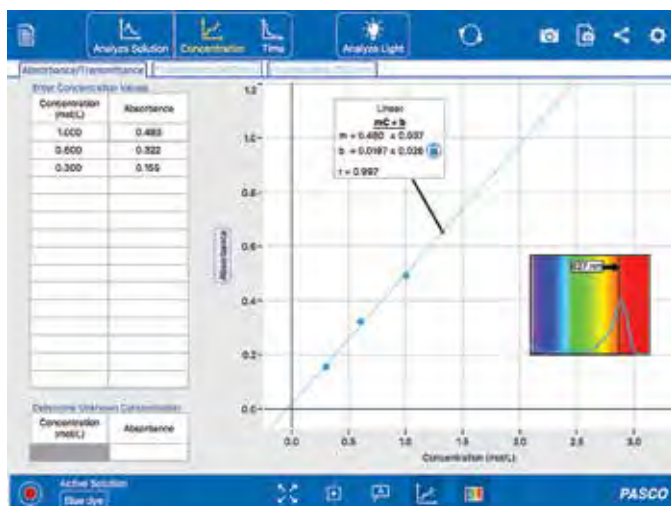 Analyze Solution
Concentration
Time
Analyze Light
Absorbance/Transmittance
Enter Concentration Values
Concentration (mol/L) Absorbance
1.000
0.600 0.322
0.300 0.155
Determine Unknown Concentration
Concentration (mol/L) Absorbance
1.2
1.0
0.8
0.6
0.4
0.2
0.0
Absorbance
Linear
mC + b
m = 0.480 ± 0.037
b = 0.0197 ± 0.026
r = 0.997
0.0 0.5 1.0 1.5 2.0 2.5 3.0
Concentration (mol/L)
Active Solution
Blue dye
PASCO